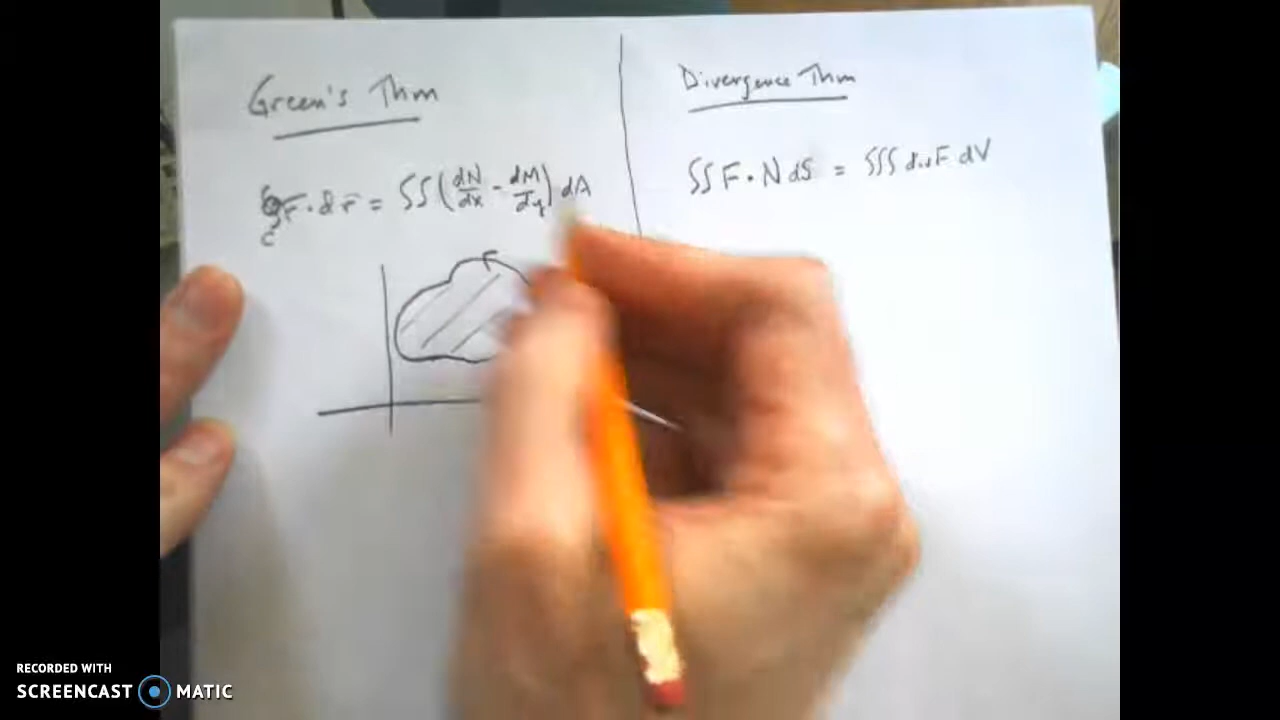 Green's Thm
∮F · dr̅ = ∫∫(dN/dx - dM/dy) dA
C
Divergence Thm
∫∫ F · N dS = ∫∫∫ div F dV
RECORDED WITH
SCREENCAST MATIC